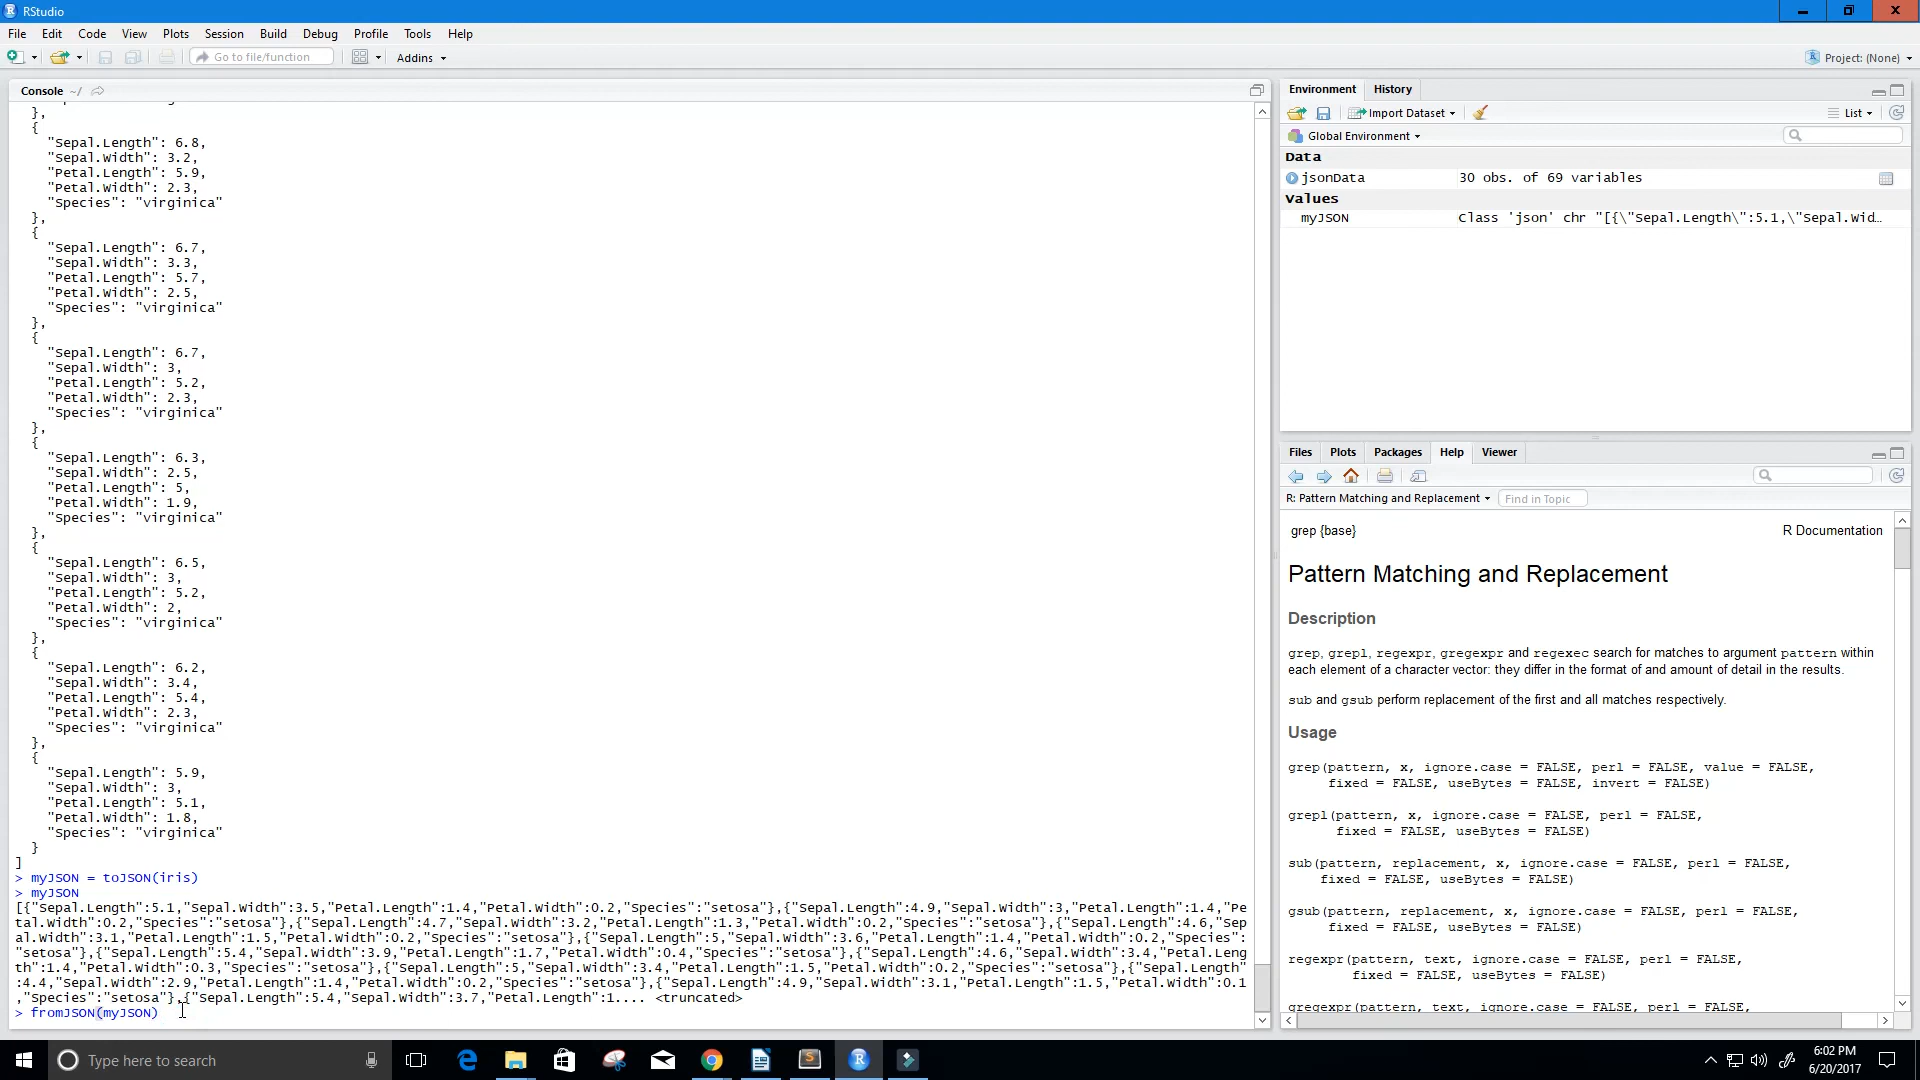 RStudio
File Edit Code View Plots Session Build Debug Profile Tools Help
Go to file/function Addins Project: (None)
Console ~/
},
{
"Sepal.Length": 6.8,
"Sepal.Width": 3.2,
"Petal.Length": 5.9,
"Petal.Width": 2.3,
"Species": "virginica"
},
{
"Sepal.Length": 6.7,
"Sepal.Width": 3.3,
"Petal.Length": 5.7,
"Petal.Width": 2.5,
"Species": "virginica"
},
{
"Sepal.Length": 6.7,
"Sepal.Width": 3,
"Petal.Length": 5.2,
"Petal.Width": 2.3,
"Species": "virginica"
},
{
"Sepal.Length": 6.3,
"Sepal.Width": 2.5,
"Petal.Length": 5,
"Petal.Width": 1.9,
"Species": "virginica"
},
{
"Sepal.Length": 6.5,
"Sepal.Width": 3,
"Petal.Length": 5.2,
"Petal.Width": 2,
"Species": "virginica"
},
{
"Sepal.Length": 6.2,
"Sepal.Width": 3.4,
"Petal.Length": 5.4,
"Petal.Width": 2.3,
"Species": "virginica"
},
{
"Sepal.Length": 5.9,
"Sepal.Width": 3,
"Petal.Length": 5.1,
"Petal.Width": 1.8,
"Species": "virginica"
}
]
> myJSON = toJSON(iris)
> myJSON
[{"Sepal.Length":5.1,"Sepal.Width":3.5,"Petal.Length":1.4,"Petal.Width":0.2,"Species":"setosa"},{"Sepal.Length":4.9,"Sepal.Width":3,"Petal.Length":1.4,"Pe
tal.Width":0.2,"Species":"setosa"},{"Sepal.Length":4.7,"Sepal.Width":3.2,"Petal.Length":1.3,"Petal.Width":0.2,"Species":"setosa"},{"Sepal.Length":4.6,"Sep
al.Width":3.1,"Petal.Length":1.5,"Petal.Width":0.2,"Species":"setosa"},{"Sepal.Length":5,"Sepal.Width":3.6,"Petal.Length":1.4,"Petal.Width":0.2,"Species":
"setosa"},{"Sepal.Length":5.4,"Sepal.Width":3.9,"Petal.Length":1.7,"Petal.Width":0.4,"Species":"setosa"},{"Sepal.Length":4.6,"Sepal.Width":3.4,"Petal.Leng
th":1.4,"Petal.Width":0.3,"Species":"setosa"},{"Sepal.Length":5,"Sepal.Width":3.4,"Petal.Length":1.5,"Petal.Width":0.2,"Species":"setosa"},{"Sepal.Length"
:4.4,"Sepal.Width":2.9,"Petal.Length":1.4,"Petal.Width":0.2,"Species":"setosa"},{"Sepal.Length":4.9,"Sepal.Width":3.1,"Petal.Length":1.5,"Petal.Width":0.1
,"Species":"setosa"},{"Sepal.Length":5.4,"Sepal.Width":3.7,"Petal.Length":1.... <truncated>
> fromJSON(myJSON)
Environment History
Import Dataset List
Global Environment
Data
jsonData 30 obs. of 69 variables
Values
myJSON Class 'json' chr "[{\"Sepal.Length\":5.1,\"Sepal.Wid…
Files Plots Packages Help Viewer
R: Pattern Matching and Replacement Find in Topic
grep {base} R Documentation
Pattern Matching and Replacement
Description
grep, grepl, regexpr, gregexpr and regexec search for matches to argument pattern within
each element of a character vector: they differ in the format of and amount of detail in the results.
sub and gsub perform replacement of the first and all matches respectively.
Usage
grep(pattern, x, ignore.case = FALSE, perl = FALSE, value = FALSE,
fixed = FALSE, useBytes = FALSE, invert = FALSE)
grepl(pattern, x, ignore.case = FALSE, perl = FALSE,
fixed = FALSE, useBytes = FALSE)
sub(pattern, replacement, x, ignore.case = FALSE, perl = FALSE,
fixed = FALSE, useBytes = FALSE)
gsub(pattern, replacement, x, ignore.case = FALSE, perl = FALSE,
fixed = FALSE, useBytes = FALSE)
regexpr(pattern, text, ignore.case = FALSE, perl = FALSE,
fixed = FALSE, useBytes = FALSE)
gregexpr(pattern, text, ignore.case = FALSE, perl = FALSE,
Type here to search
6:02 PM
6/20/2017